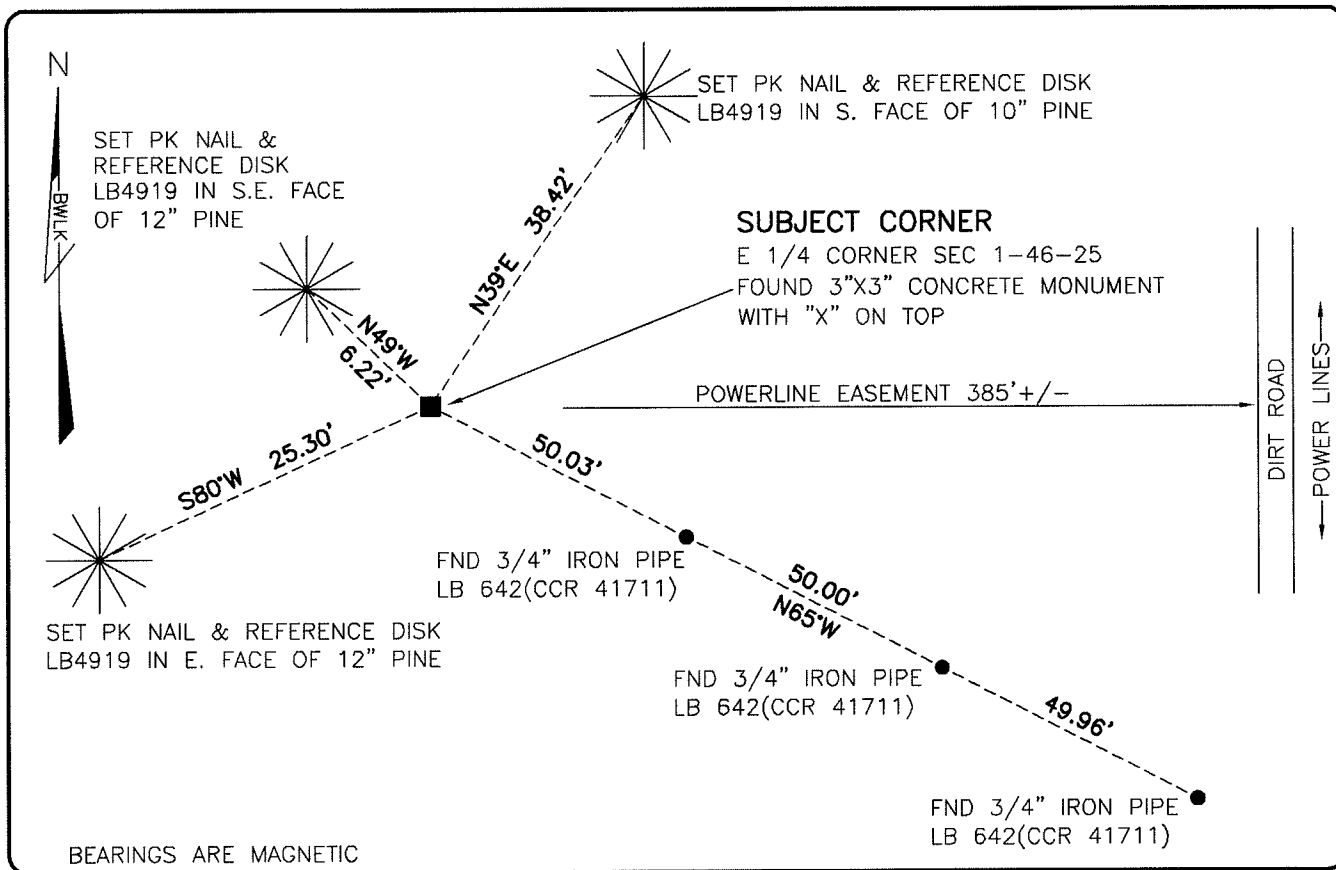 N
BWLK
SET PK NAIL &
REFERENCE DISK
LB4919 IN S.E. FACE
OF 12" PINE
SET PK NAIL & REFERENCE DISK
LB4919 IN S. FACE OF 10" PINE
N39°E 38.42'
SUBJECT CORNER
E 1/4 CORNER SEC 1-46-25
FOUND 3"X3" CONCRETE MONUMENT
WITH "X" ON TOP
N49°W
6.22'
POWERLINE EASEMENT 385'+/-
DIRT ROAD
POWER LINES
S80°W 25.30'
50.03'
SET PK NAIL & REFERENCE DISK
LB4919 IN E. FACE OF 12" PINE
FND 3/4" IRON PIPE
LB 642(CCR 41711)
50.00'
N65°W
FND 3/4" IRON PIPE
LB 642(CCR 41711)
49.96'
FND 3/4" IRON PIPE
LB 642(CCR 41711)
BEARINGS ARE MAGNETIC